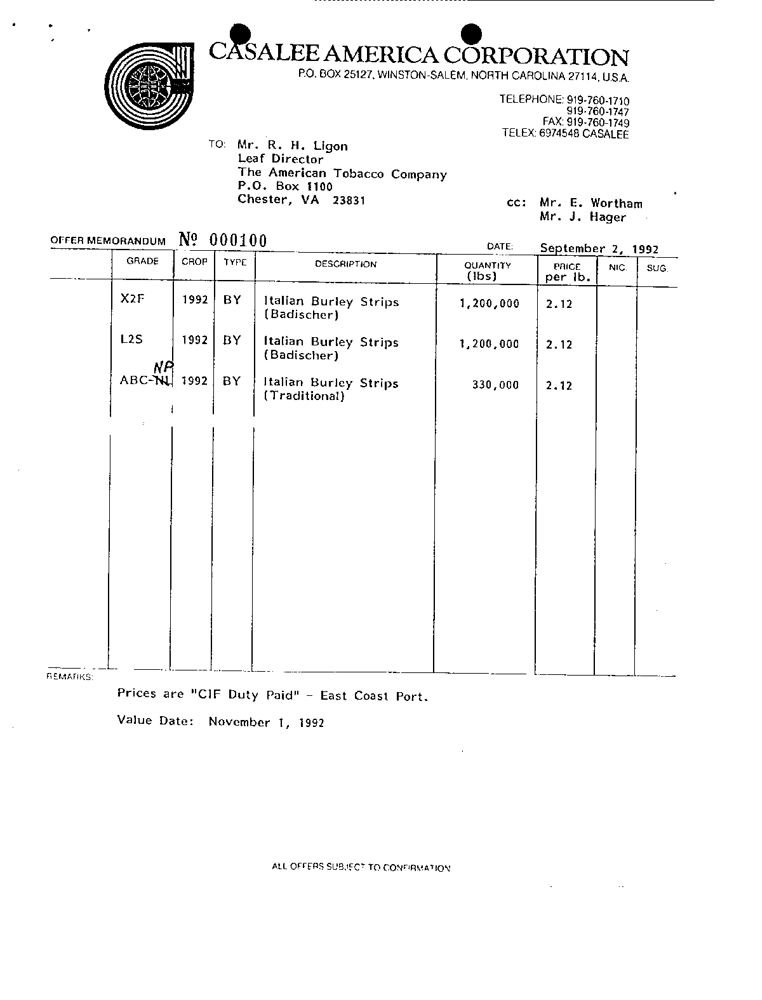 CASALEE AMERICA CORPORATION
P.O. BOX 25127, WINSTON-SALEM, NORTH CAROLINA 27114, U.S.A.
TELEPHONE: 919-760-1710
919-760-1747
FAX: 919-760-1749
TELEX: 6974548 CASALEE
TO: Mr. R. H. Ligon
Leaf Director
The American Tobacco Company
P.O. Box 1100
Chester, VA 23831
cc: Mr. E. Wortham
Mr. J. Hager
OFFER MEMORANDUM Nº 000100
DATE: September 2, 1992
GRADE CROP TYPE DESCRIPTION QUANTITY (lbs) PRICE per lb. NIC. SUG.
X2F 1992 BY Italian Burley Strips 1,200,000 2.12
(Badischer)
L2S 1992 BY Italian Burley Strips 1,200,000 2.12
(Badischer)
NP
ABC-NL 1992 BY Italian Burley Strips 330,000 2.12
(Traditional)
REMARKS:
Prices are "CIF Duty Paid" - East Coast Port.
Value Date: November 1, 1992
ALL OFFERS SUBJECT TO CONFIRMATION